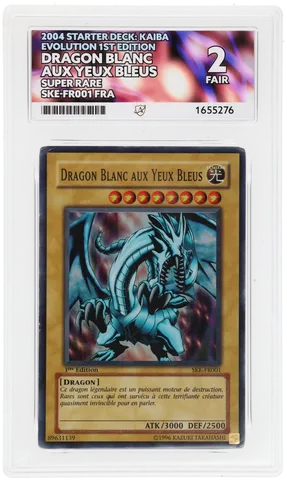 2004 STARTER DECK: KAIBA
EVOLUTION 1ST EDITION
DRAGON BLANC
AUX YEUX BLEUS
SUPER RARE
SKE-FR001 FRA
2
FAIR
1655276
DRAGON BLANC AUX YEUX BLEUS
光
1re Edition
SKE-FR001
[DRAGON]
Ce dragon légendaire est un puissant moteur de destruction.
Rares sont ceux qui ont survécu à cette terrifiante créature
quasiment invincible pour en parler.
ATK/3000 DEF/2500
89631139
©1996 KAZUKI TAKAHASHI